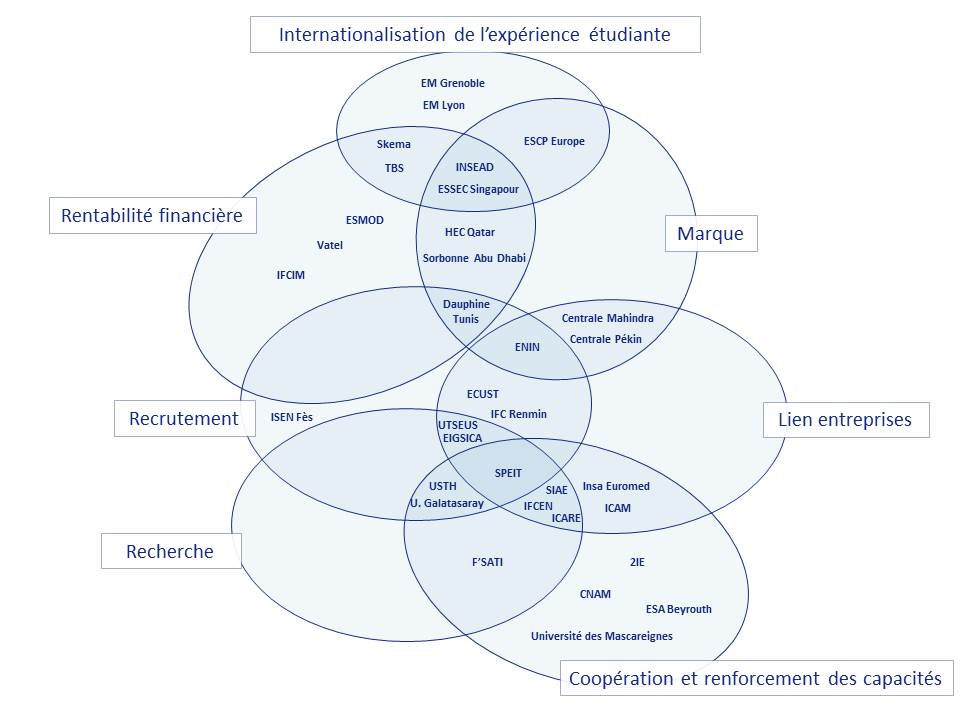 Internationalisation de l’expérience étudiante
EM Grenoble
EM Lyon
ESCP Europe
Skema
TBS
INSEAD
ESSEC Singapour
Rentabilité financière
ESMOD
Vatel
IFCIM
HEC Qatar
Sorbonne Abu Dhabi
Marque
Dauphine
Tunis
Centrale Mahindra
Centrale Pékin
ENIN
ECUST
IFC Renmin
Recrutement
ISEN Fès
UTSEUS
EIGSICA
Lien entreprises
SPEIT
USTH
U. Galatasaray
SIAE
IFCEN
ICARE
Insa Euromed
ICAM
Recherche
F’SATI
2IE
CNAM
ESA Beyrouth
Université des Mascareignes
Coopération et renforcement des capacités